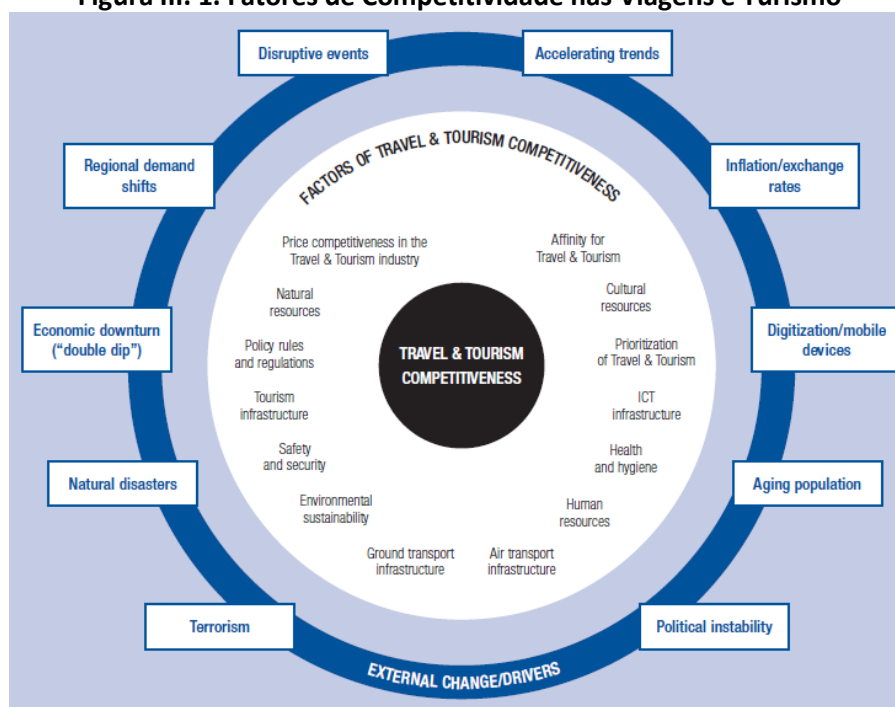 Figura III. 1. Fatores de Competitividade nas Viagens e Turismo
Disruptive events
Accelerating trends
Regional demand
shifts
Inflation/exchange
rates
FACTORS OF TRAVEL & TOURISM COMPETITIVENESS
Price competitiveness in the
Travel & Tourism industry
Affinity for
Travel & Tourism
Natural
resources
Cultural
resources
Economic downturn
("double dip")
Policy rules
and regulations
TRAVEL & TOURISM
COMPETITIVENESS
Prioritization
of Travel & Tourism
Digitization/mobile
devices
Tourism
infrastructure
ICT
infrastructure
Safety
and security
Health
and hygiene
Natural disasters
Aging population
Environmental
sustainability
Human
resources
Ground transport
infrastructure
Air transport
infrastructure
Terrorism
Political instability
EXTERNAL CHANGE/DRIVERS